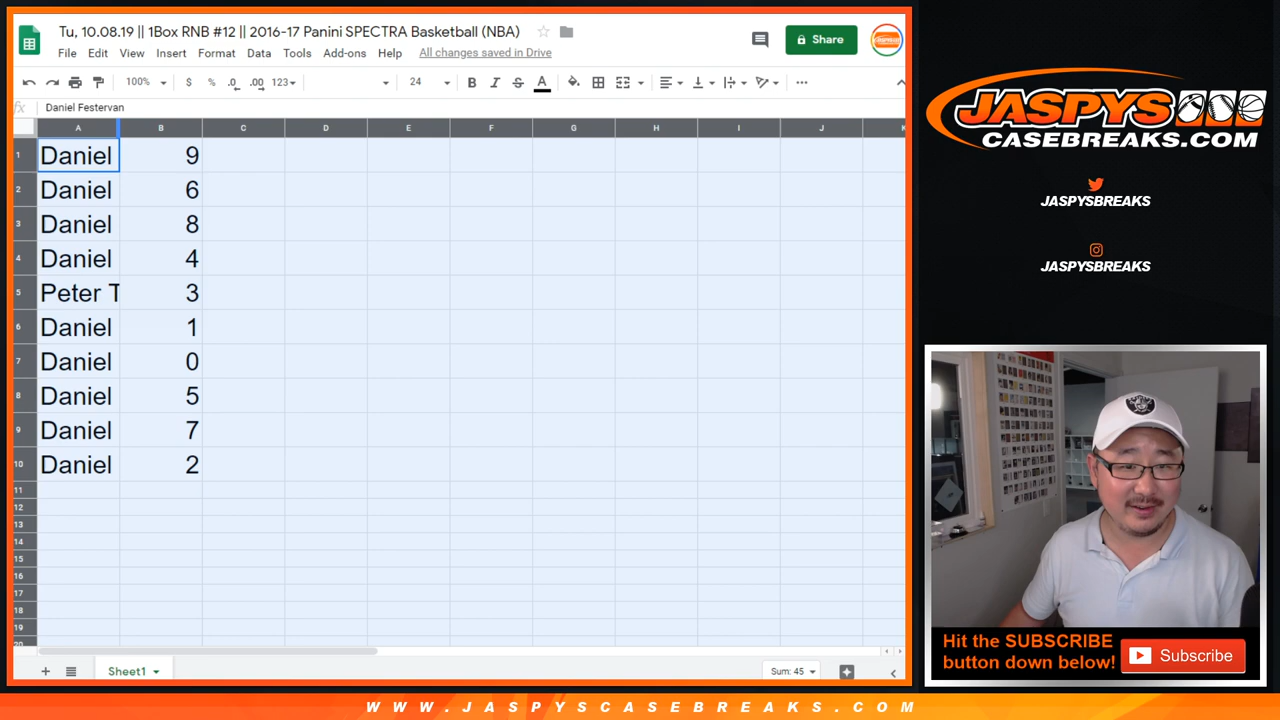 Tu, 10.08.19 || 1Box RNB #12 || 2016-17 Panini SPECTRA Basketball (NBA)
File Edit View Insert Format Data Tools Add-ons Help All changes saved in Drive
Share
100% $ % .0 .00 123 24 B I S A
fx Daniel Festervan
A B C D E F G H I J K
1 Daniel 9
2 Daniel 6
3 Daniel 8
4 Daniel 4
5 Peter T 3
6 Daniel 1
7 Daniel 0
8 Daniel 5
9 Daniel 7
10 Daniel 2
11
12
13
14
15
16
17
18
19
20
Sheet1
Sum: 45
JASPYS
CASEBREAKS.COM
JASPYSBREAKS
JASPYSBREAKS
Hit the SUBSCRIBE
button down below!
Subscribe
WWW.JASPYSCASEBREAKS.COM